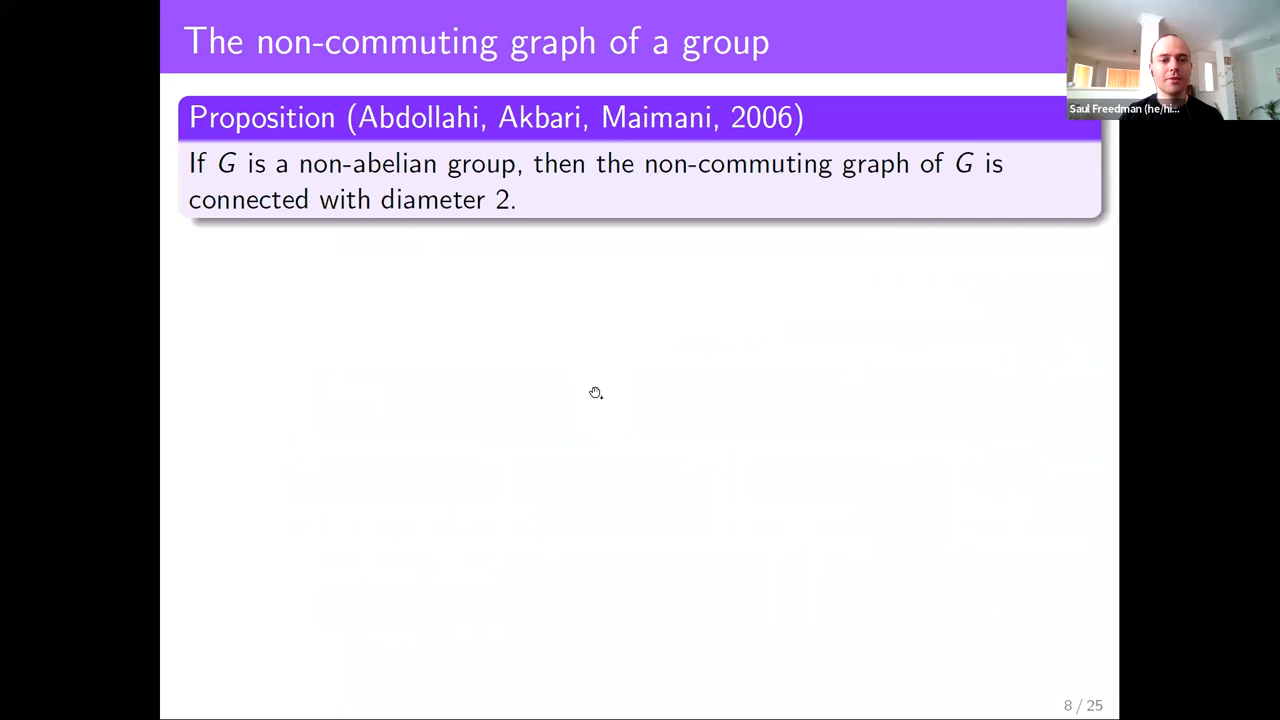 The non-commuting graph of a group
Saul Freedman (he/hi...
Proposition (Abdollahi, Akbari, Maimani, 2006)
If G is a non-abelian group, then the non-commuting graph of G is
connected with diameter 2.
8 / 25